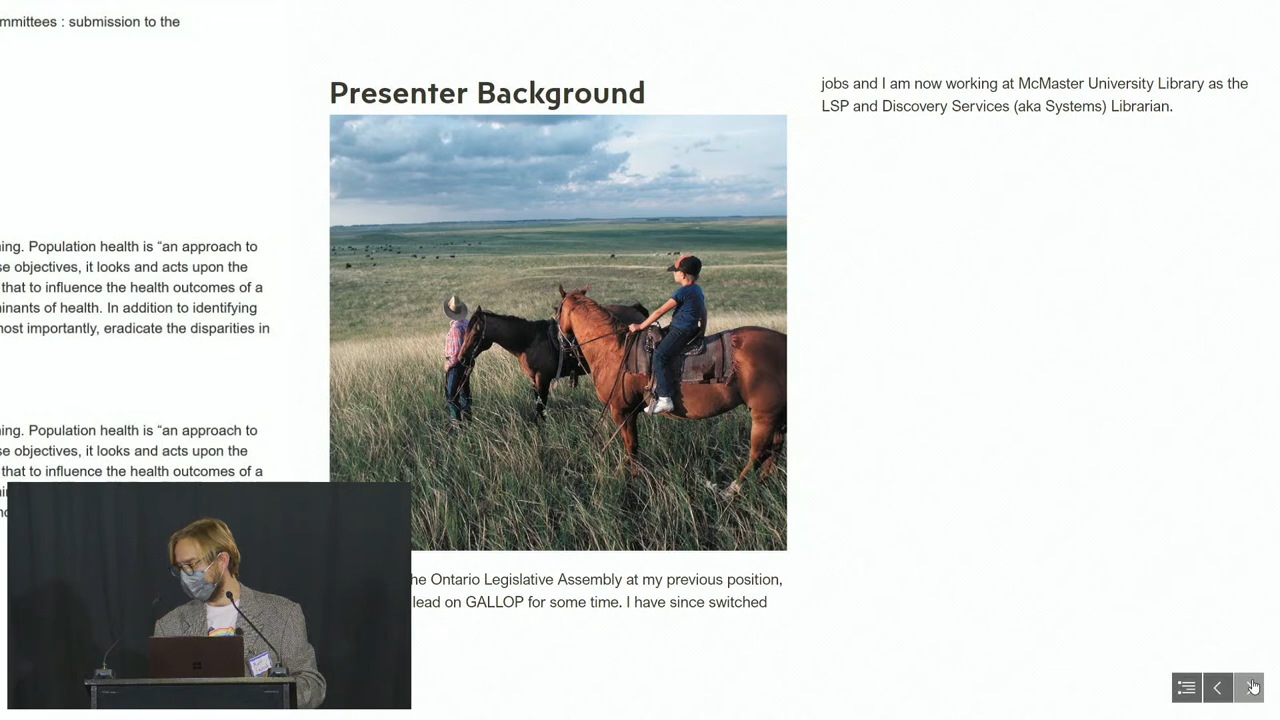 mmittees : submission to the
ing. Population health is “an approach to
se objectives, it looks and acts upon the
that to influence the health outcomes of a
inants of health. In addition to identifying
nost importantly, eradicate the disparities in
ing. Population health is “an approach to
se objectives, it looks and acts upon the
that to influence the health outcomes of a
Presenter Background
he Ontario Legislative Assembly at my previous position,
lead on GALLOP for some time. I have since switched
jobs and I am now working at McMaster University Library as the
LSP and Discovery Services (aka Systems) Librarian.